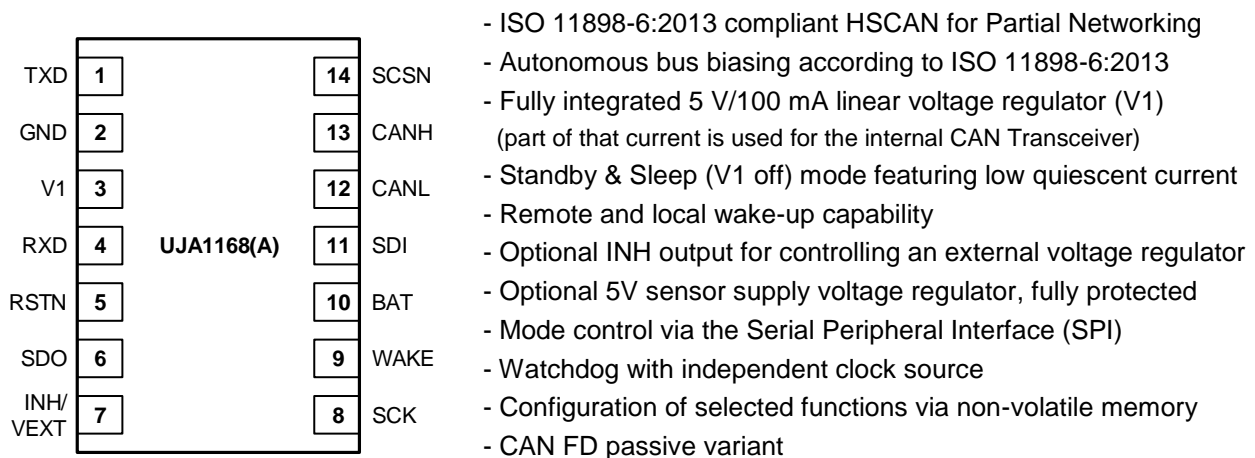 TXD 1
GND 2
V1 3
RXD 4
RSTN 5
SDO 6
INH/
VEXT 7
UJA1168(A)
14 SCSN
13 CANH
12 CANL
11 SDI
10 BAT
9 WAKE
8 SCK
- ISO 11898-6:2013 compliant HSCAN for Partial Networking
- Autonomous bus biasing according to ISO 11898-6:2013
- Fully integrated 5 V/100 mA linear voltage regulator (V1)
(part of that current is used for the internal CAN Transceiver)
- Standby & Sleep (V1 off) mode featuring low quiescent current
- Remote and local wake-up capability
- Optional INH output for controlling an external voltage regulator
- Optional 5V sensor supply voltage regulator, fully protected
- Mode control via the Serial Peripheral Interface (SPI)
- Watchdog with independent clock source
- Configuration of selected functions via non-volatile memory
- CAN FD passive variant